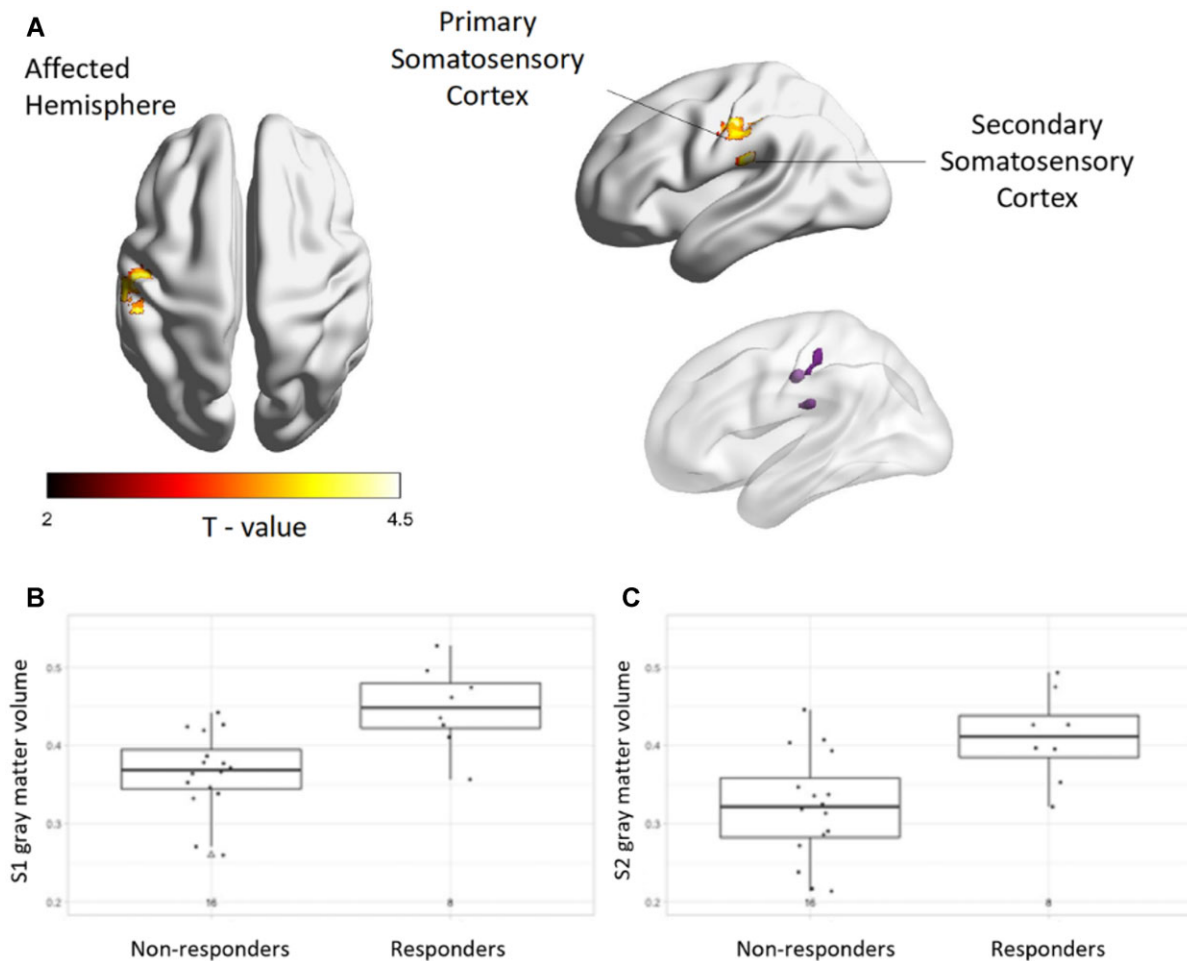 A
Affected
Hemisphere
Primary
Somatosensory
Cortex
Secondary
Somatosensory
Cortex
2
4.5
T - value
B
S1 gray matter volume
0.5
0.4
0.3
0.2
16
8
Non-responders
Responders
C
S2 gray matter volume
0.5
0.4
0.3
0.2
16
8
Non-responders
Responders